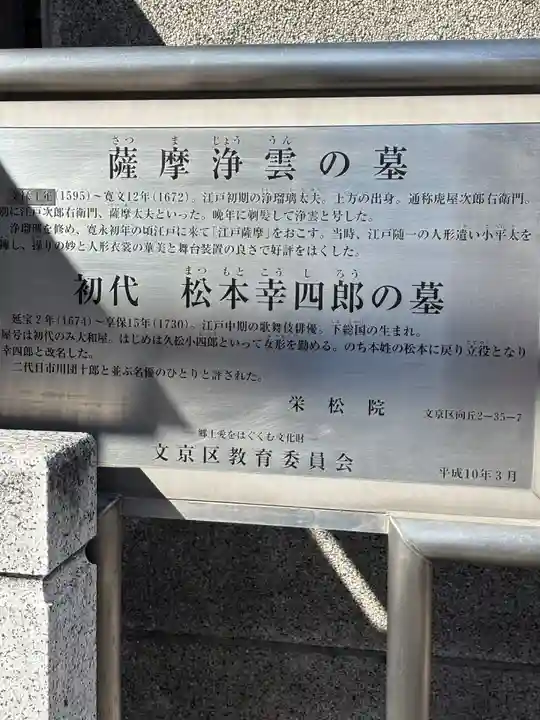 さつ ま じょう うん
薩摩浄雲の墓
(1595)～寛文12年(1672)。江戸初期の浄瑠璃太夫。上方の出身。通称虎屋次郎右衛門。
に江戸次郎右衛門、薩摩太夫といった。晩年に剃髪して浄雲と号した。
浄瑠璃を修め、寛永初年の頃江戸に来て「江戸薩摩」をおこす。当時、江戸随一の人形遣い小平太を
し、操りの妙と人形衣裳の華美と舞台装置の良さで好評をはくした。
まつ もと こう し ろう
初代 松本幸四郎の墓
延宝2年(1674)～享保15年(1730)。江戸中期の歌舞伎俳優。下総国の生まれ。
屋号は初代のみ大和屋。はじめは久松小四郎といって女形を勤める。のち本姓の松本に戻り立役となり
幸四郎と改名した。
二代目市川団十郎と並ぶ名優のひとりと評された。
栄松院 文京区向丘2-35-7
―郷土愛をはぐくむ文化財―
文京区教育委員会 平成10年3月